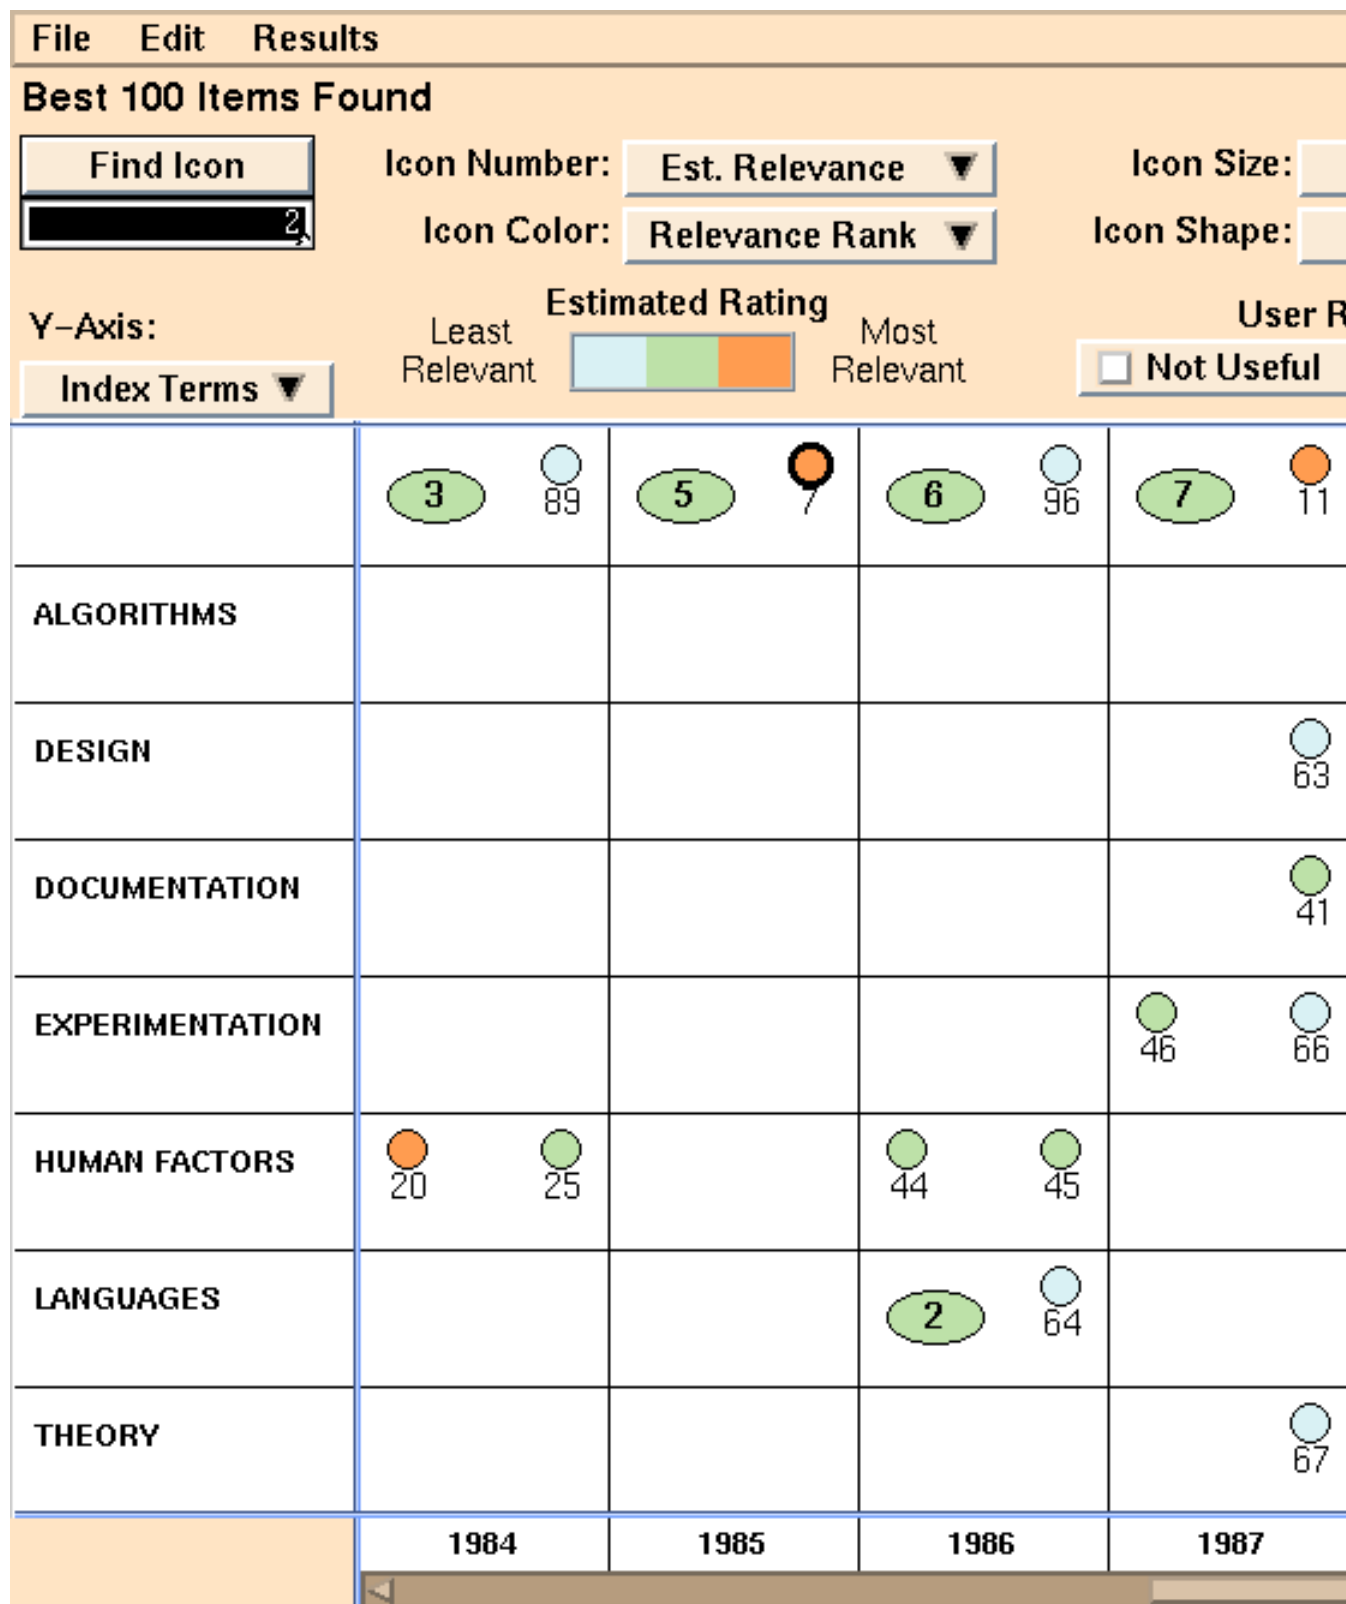 File Edit Results
Best 100 Items Found
Find Icon Icon Number: Est. Relevance Icon Size:
2 Icon Color: Relevance Rank Icon Shape:
Estimated Rating User R
Y-Axis: Least Most
Relevant Relevant Not Useful
Index Terms
3 89 5 7 6 96 7 11
ALGORITHMS
DESIGN 63
DOCUMENTATION 41
EXPERIMENTATION 46 66
HUMAN FACTORS 20 25 44 45
LANGUAGES 2 64
THEORY 67
1984 1985 1986 1987